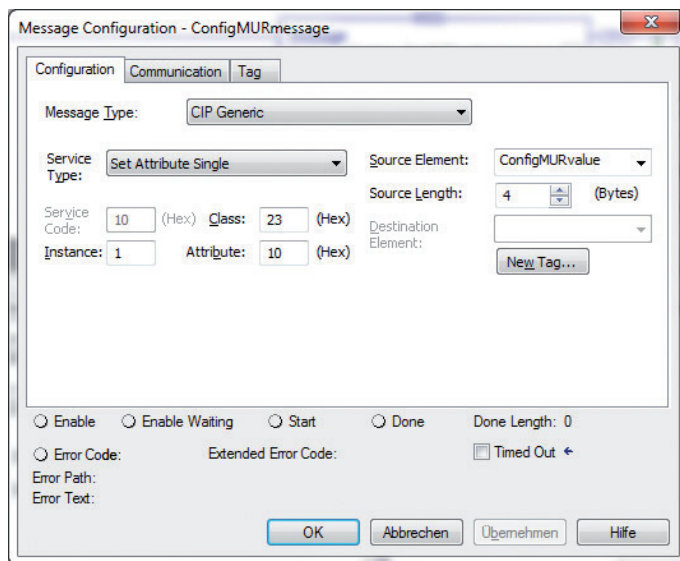 Message Configuration - ConfigMURmessage
Configuration Communication Tag
Message Type: CIP Generic
Service Type: Set Attribute Single
Source Element: ConfigMURvalue
Source Length: 4 (Bytes)
Service Code: 10 (Hex) Class: 23 (Hex)
Destination Element:
Instance: 1 Attribute: 10 (Hex)
New Tag...
Enable Enable Waiting Start Done Done Length: 0
Error Code: Extended Error Code: Timed Out
Error Path:
Error Text:
OK Abbrechen Übernehmen Hilfe